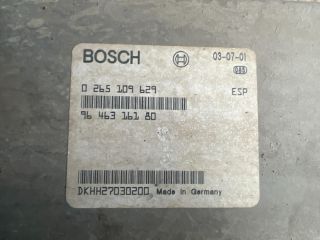 BOSCH
03-07-01
0 265 109 629
ESP
96 463 161 80
DKHH27030200 Made in Germany